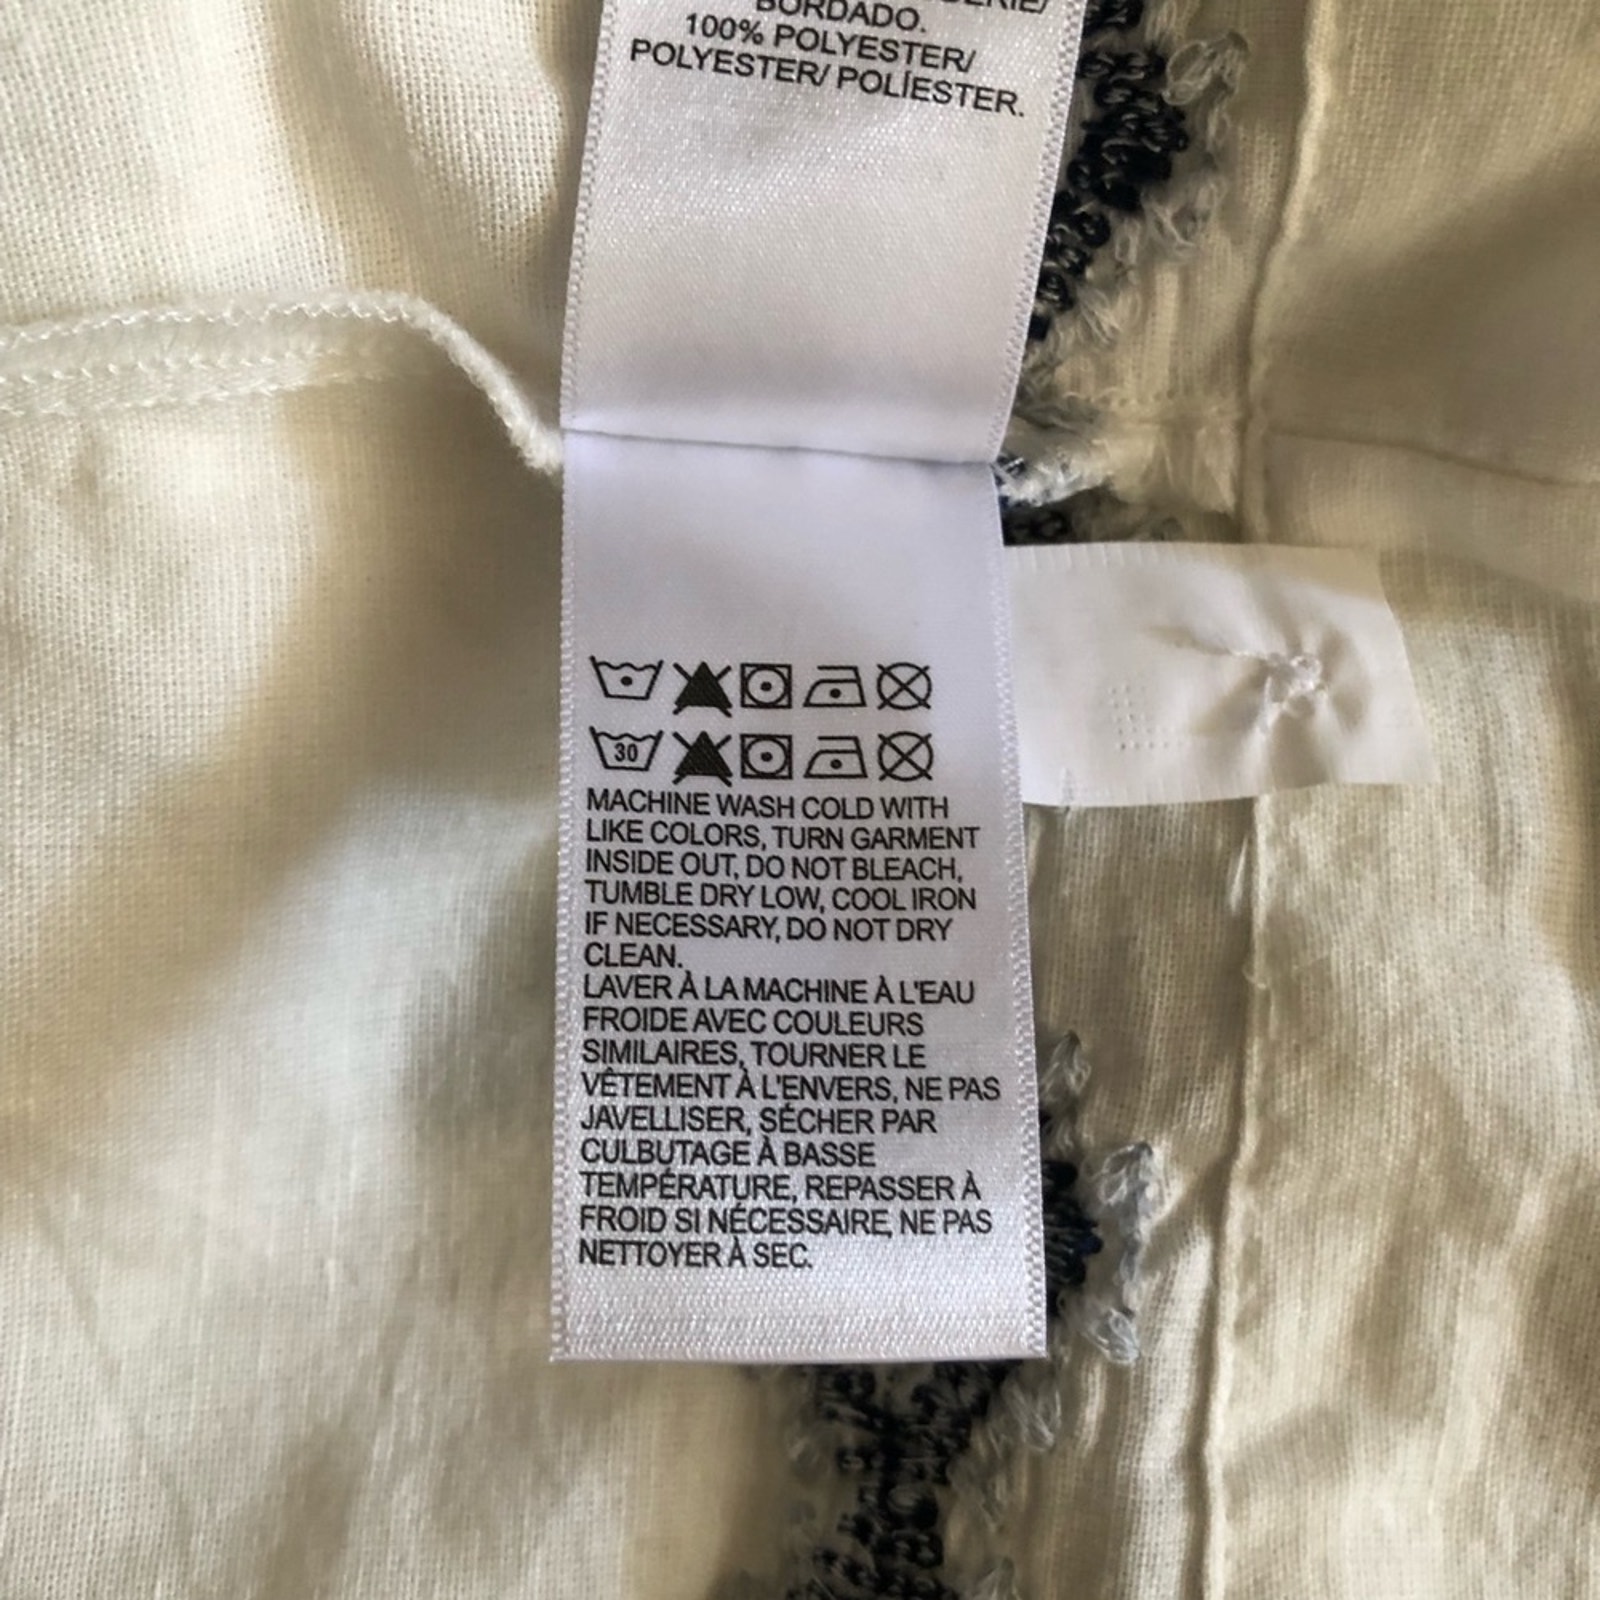 BORDADO.
100% POLYESTER/
POLYESTER/ POLÍESTER.
30
MACHINE WASH COLD WITH
LIKE COLORS, TURN GARMENT
INSIDE OUT, DO NOT BLEACH,
TUMBLE DRY LOW, COOL IRON
IF NECESSARY, DO NOT DRY
CLEAN.
LAVER À LA MACHINE À L'EAU
FROIDE AVEC COULEURS
SIMILAIRES, TOURNER LE
VÊTEMENT À L'ENVERS, NE PAS
JAVELLISER, SÉCHER PAR
CULBUTAGE À BASSE
TEMPÉRATURE, REPASSER À
FROID SI NÉCESSAIRE, NE PAS
NETTOYER À SEC.